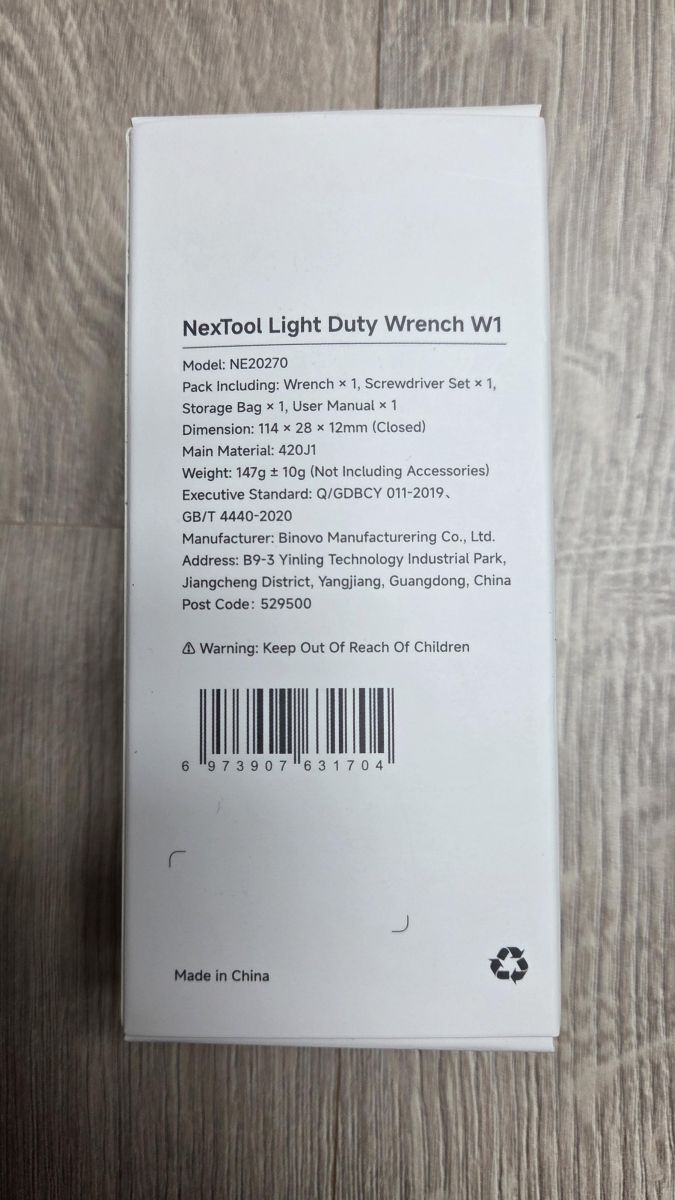 NexTool Light Duty Wrench W1
Model: NE20270
Pack Including: Wrench × 1, Screwdriver Set × 1,
Storage Bag × 1, User Manual × 1
Dimension: 114 × 28 × 12mm (Closed)
Main Material: 420J1
Weight: 147g ± 10g (Not Including Accessories)
Executive Standard: Q/GDBCY 011-2019、
GB/T 4440-2020
Manufacturer: Binovo Manufacturering Co., Ltd.
Address: B9-3 Yinling Technology Industrial Park,
Jiangcheng District, Yangjiang, Guangdong, China
Post Code: 529500
⚠ Warning: Keep Out Of Reach Of Children
6 973907 631704
Made in China